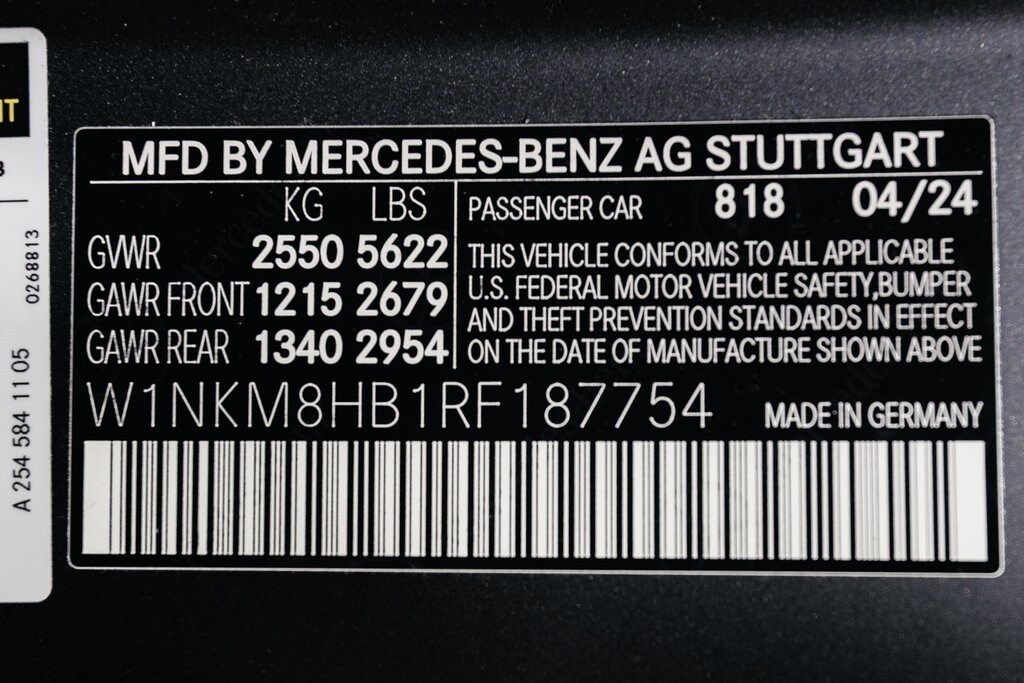 MFD BY MERCEDES-BENZ AG STUTTGART
KG LBS
GVWR 2550 5622
GAWR FRONT 1215 2679
GAWR REAR 1340 2954
PASSENGER CAR 818 04/24
THIS VEHICLE CONFORMS TO ALL APPLICABLE
U.S. FEDERAL MOTOR VEHICLE SAFETY,BUMPER
AND THEFT PREVENTION STANDARDS IN EFFECT
ON THE DATE OF MANUFACTURE SHOWN ABOVE
W1NKM8HB1RF187754 MADE IN GERMANY
A 254 584 11 05
0268813